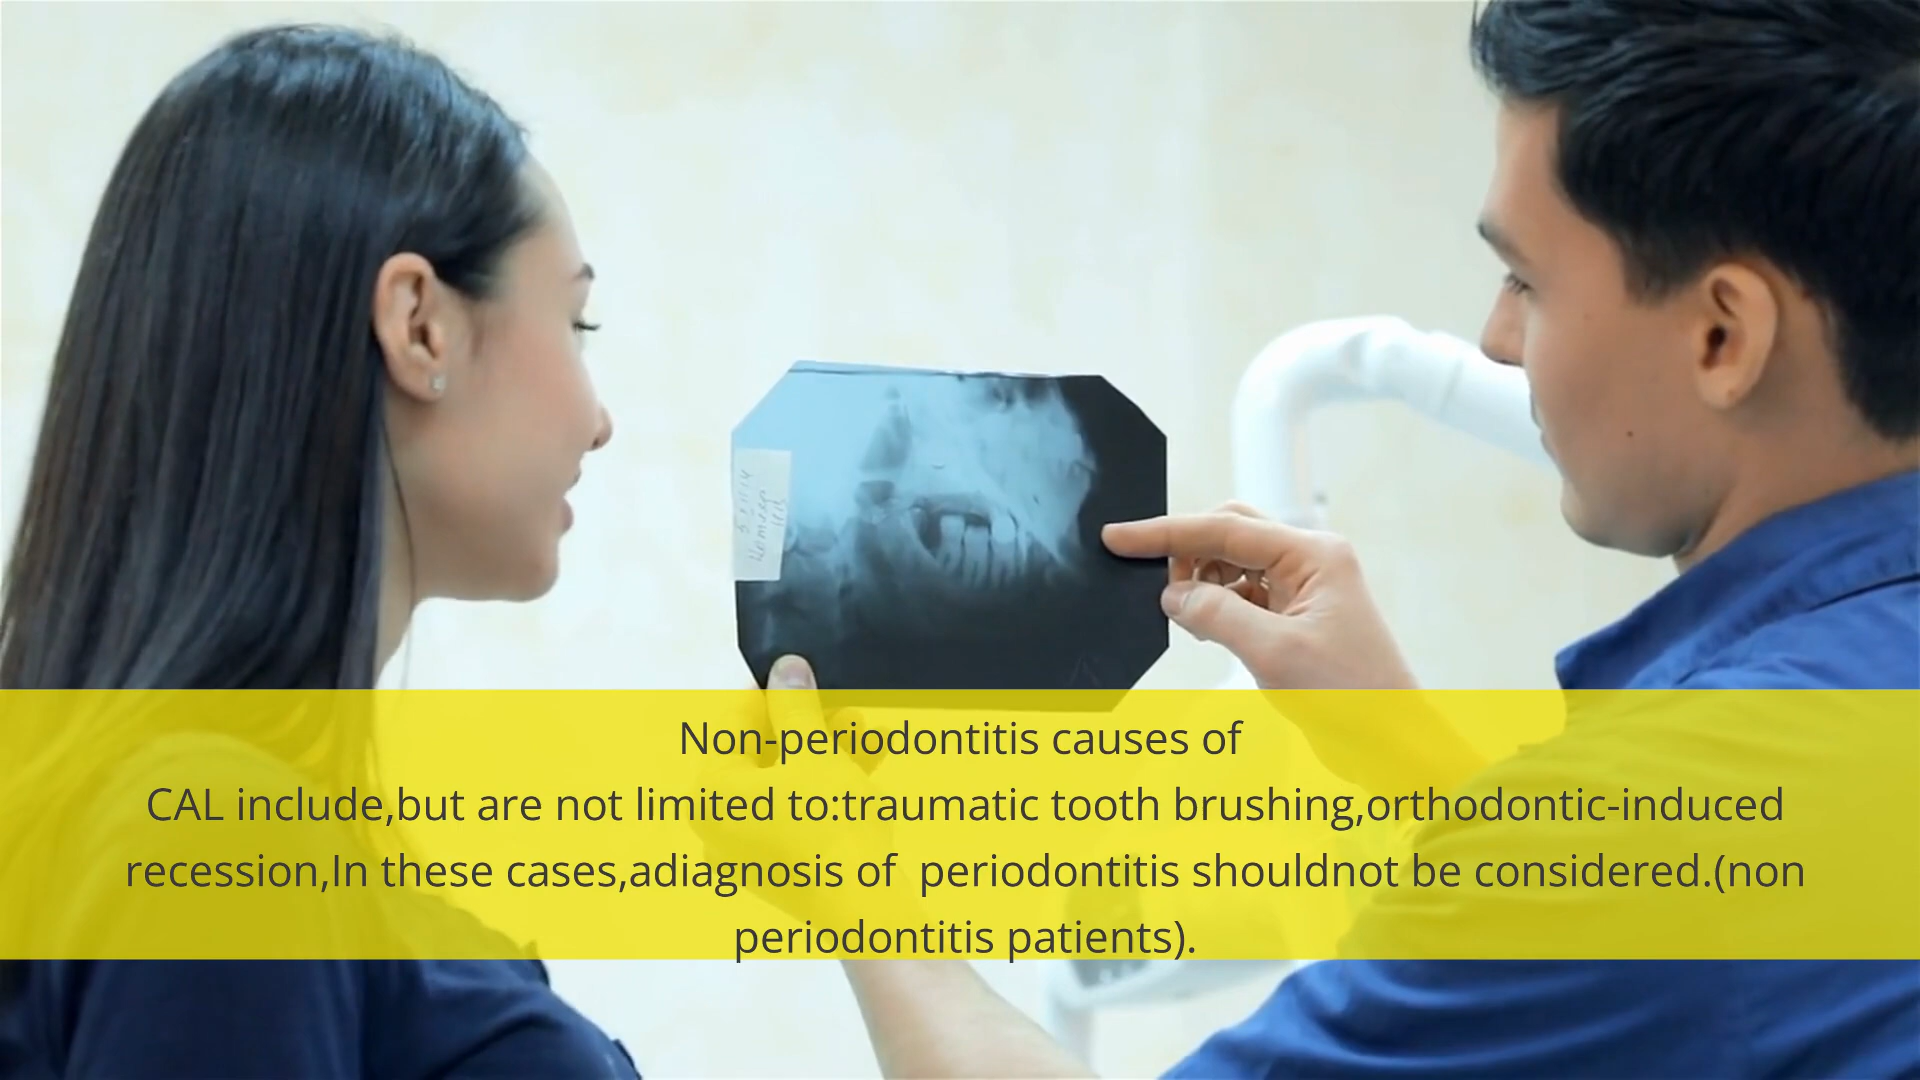 Non-periodontitis causes of
CAL include,but are not limited to:traumatic tooth brushing,orthodontic-induced
recession,In these cases,adiagnosis of  periodontitis shouldnot be considered.(non
periodontitis patients).